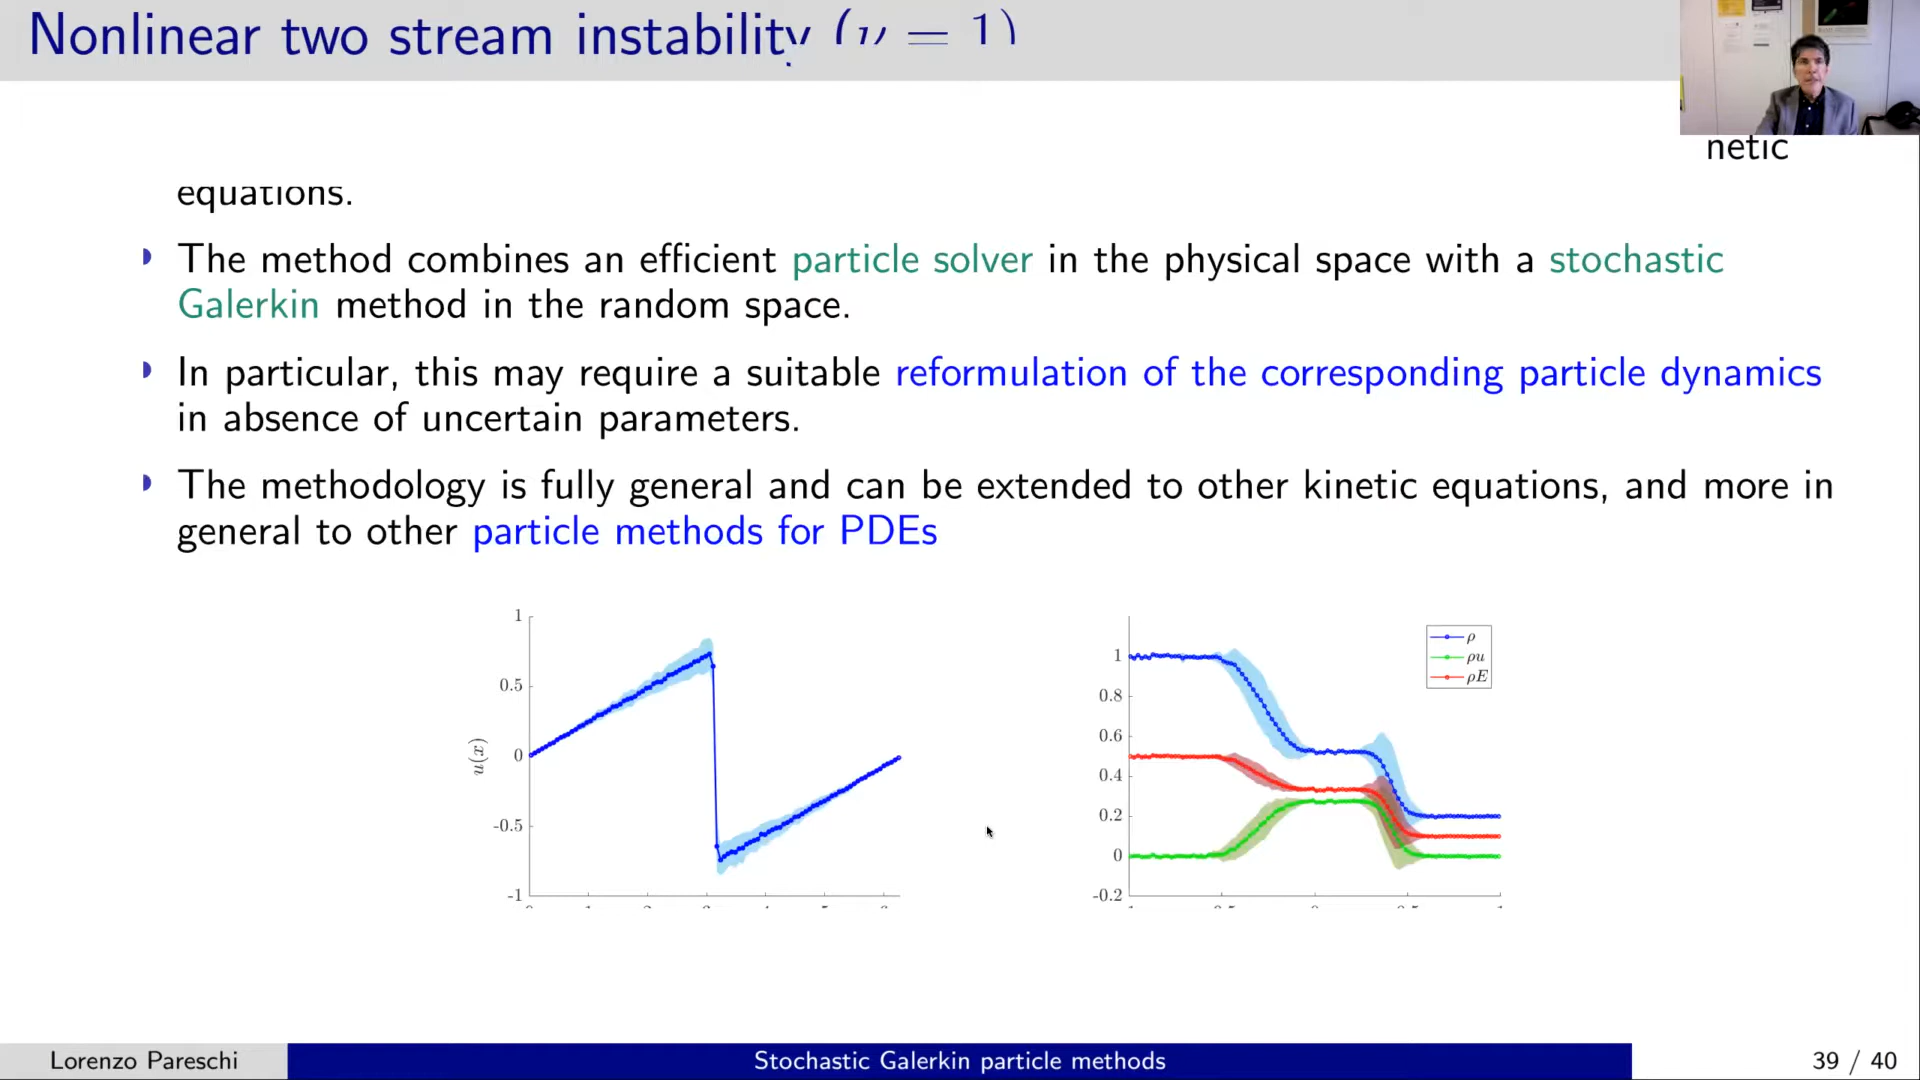 Nonlinear two stream instability (ν = 1)
netic
equations.
The method combines an efficient particle solver in the physical space with a stochastic
Galerkin method in the random space.
In particular, this may require a suitable reformulation of the corresponding particle dynamics
in absence of uncertain parameters.
The methodology is fully general and can be extended to other kinetic equations, and more in
general to other particle methods for PDEs
1
0.5
0
-0.5
-1
u(x)
1
0.8
0.6
0.4
0.2
0
-0.2
ρ
ρu
ρE
Lorenzo Pareschi
Stochastic Galerkin particle methods
39 / 40